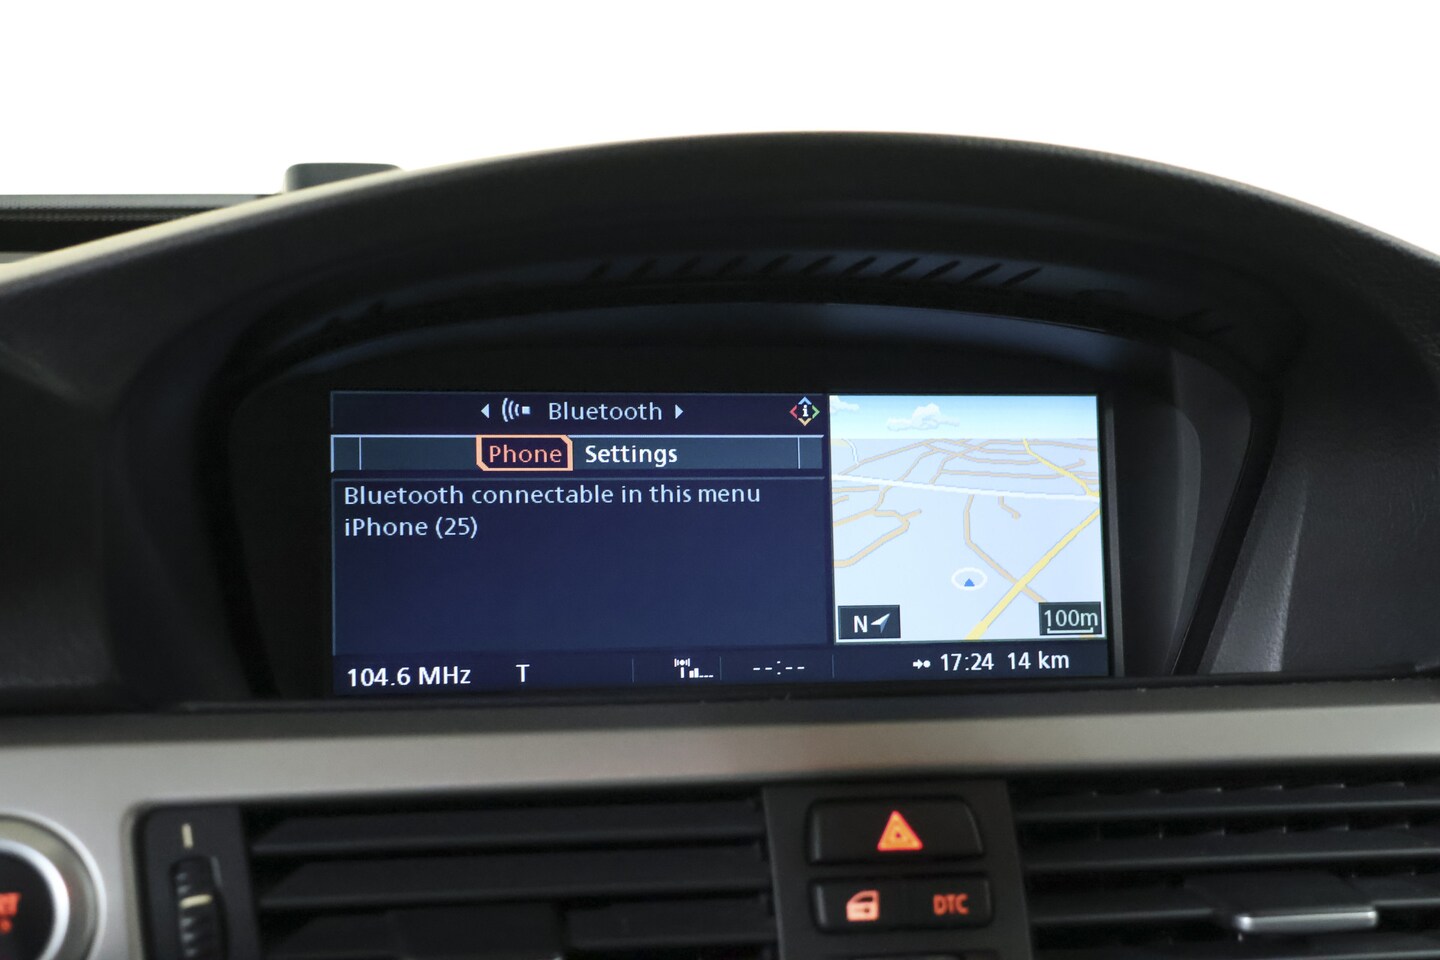 Bluetooth
i
Phone Settings
Bluetooth connectable in this menu
iPhone (25)
N
100m
104.6 MHz T --:-- 17:24 14 km
DTC